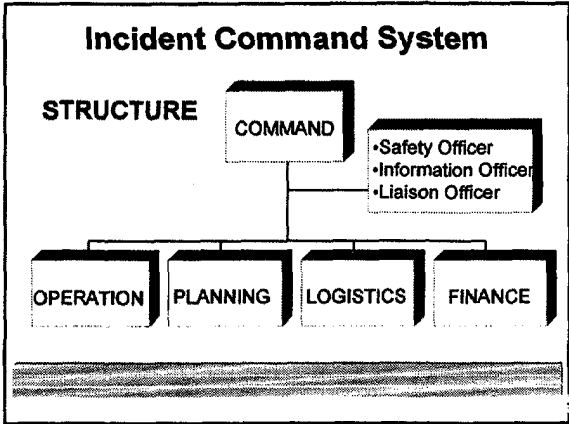 Incident Command System
STRUCTURE
COMMAND
•Safety Officer
•Information Officer
•Liaison Officer
OPERATION
PLANNING
LOGISTICS
FINANCE